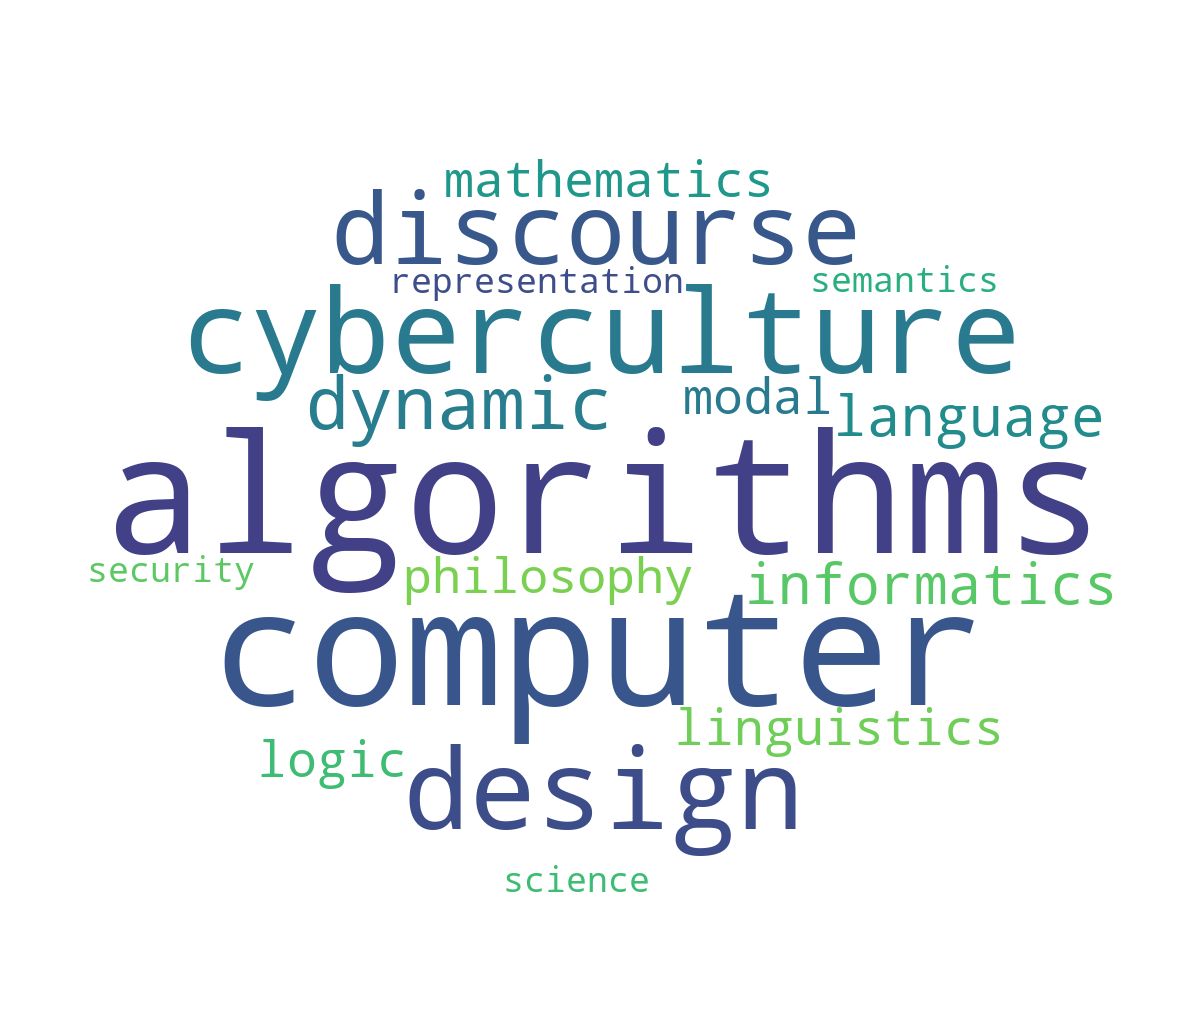 mathematics
discourse
representation semantics
cyberculture
dynamic modal language
algorithms
security philosophy informatics
computer
linguistics
logic
design
science